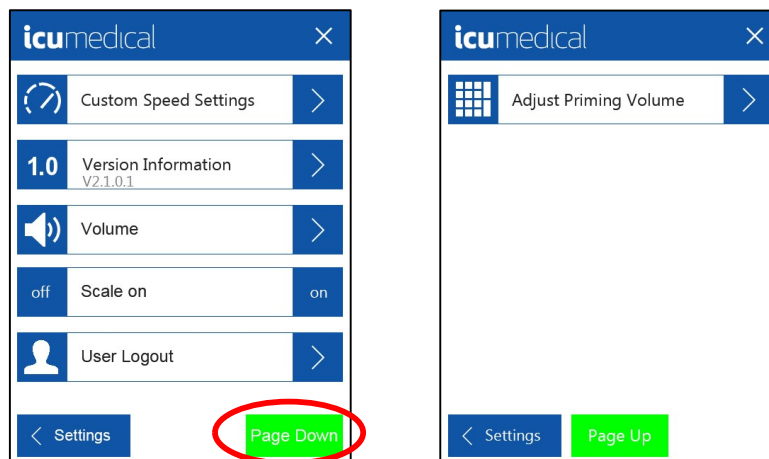 icumedical
Custom Speed Settings
1.0
Version Information
V2.1.0.1
Volume
off
Scale on
on
User Logout
Settings
Page Down
icumedical
Adjust Priming Volume
Settings
Page Up